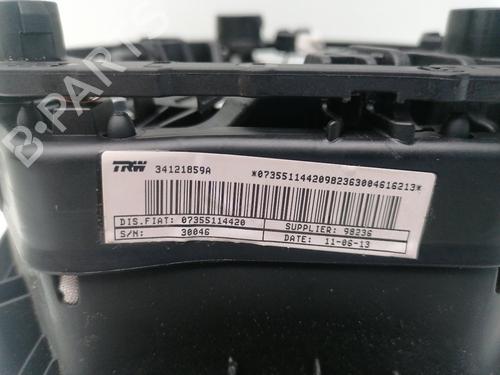 B-PARTS
TRW 34121859A *07355114420982363004616213*
DIS.FIAT: 07355114420 SUPPLIER: 98236
S/N: 30046 DATE: 11-06-13